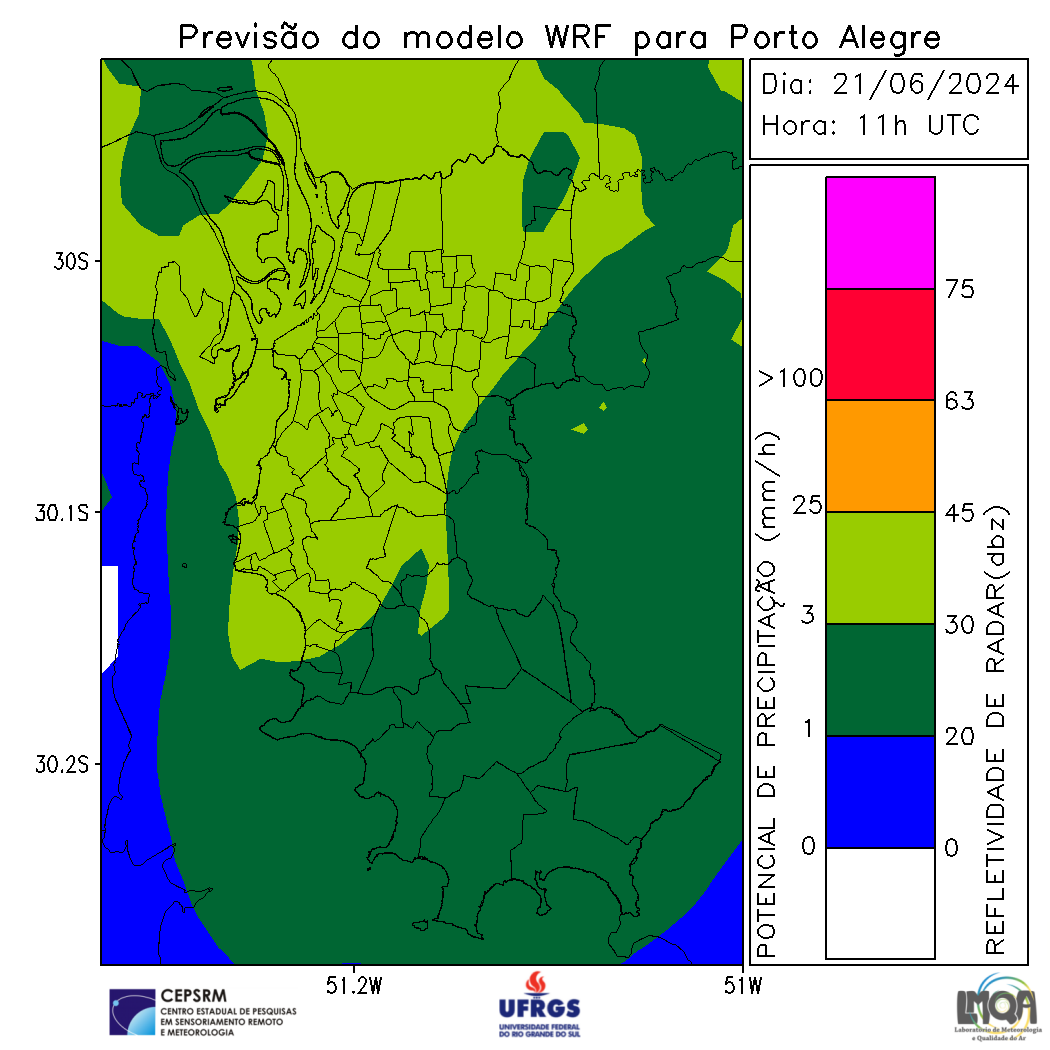 Previsão do modelo WRF para Porto Alegre
Dia: 21/06/2024
Hora: 11h UTC
30S
30.1S
30.2S
51.2W
51W
POTENCIAL DE PRECIPITAÇÃO (mm/h)
>100
25
3
1
0
75
63
45
30
20
0
REFLETIVIDADE DE RADAR(dbz)
CEPSRM
CENTRO ESTADUAL DE PESQUISAS
EM SENSORIAMENTO REMOTO
E METEOROLOGIA
UFRGS
UNIVERSIDADE FEDERAL
DO RIO GRANDE DO SUL
LMQA
Laboratório de Meteorologia
e Qualidade do Ar